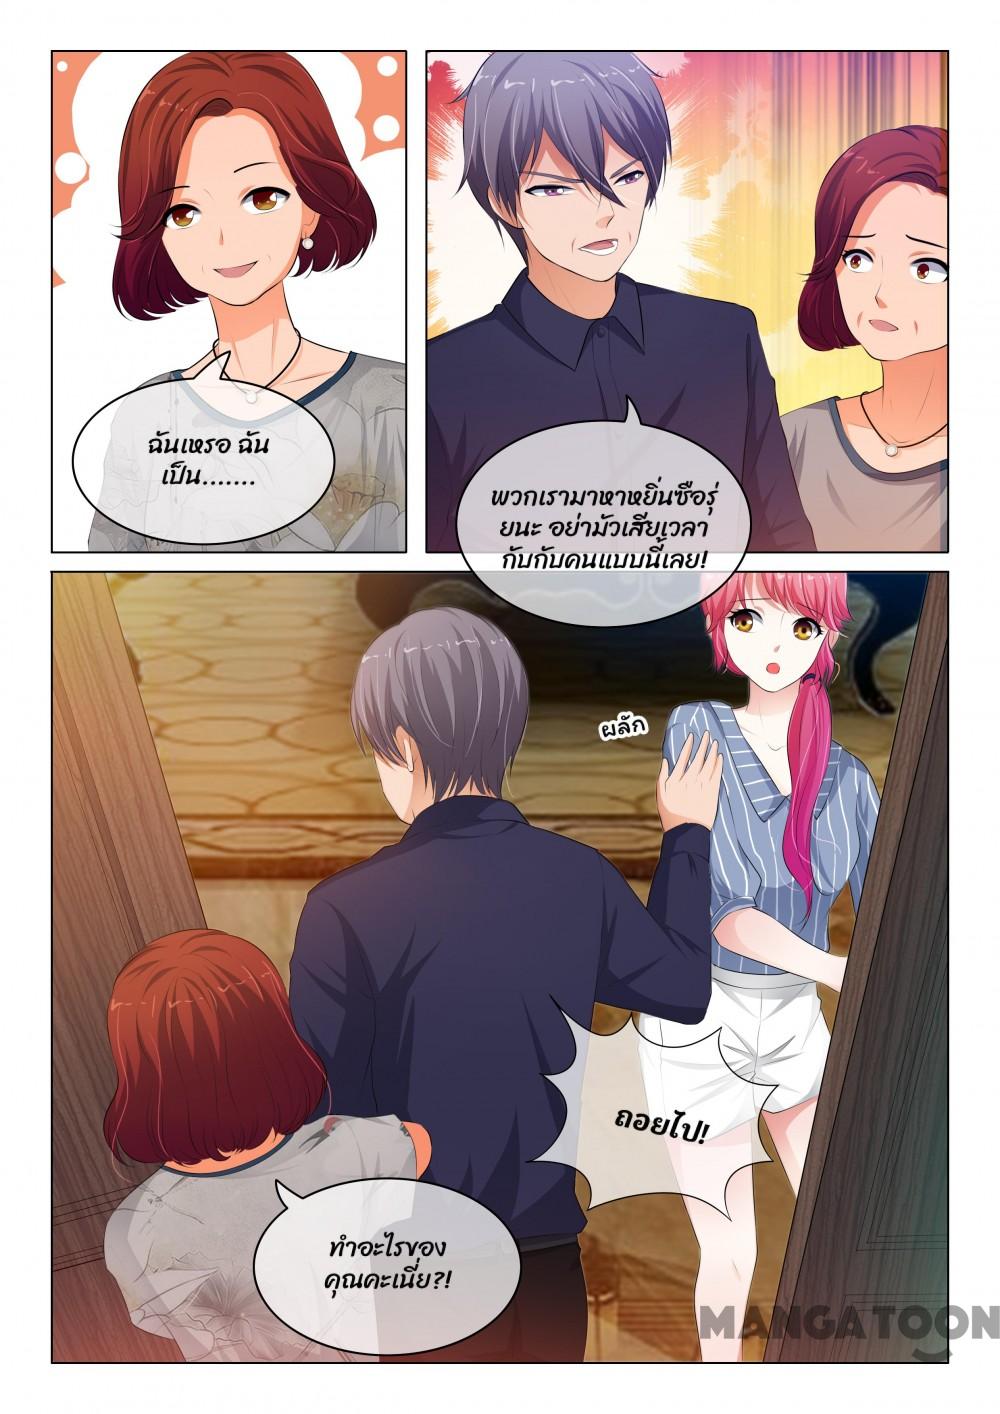 ฉันเหรอ ฉัน
เป็น.......
พวกเรามาหาหยิ่นซือรุ่
ยนะ อย่ามัวเสียเวลา
กับกับคนแบบนี้เลย!
ผลัก
ถอยไป!
ทำอะไรของ
คุณคะเนี่ย?!
MANGATOON